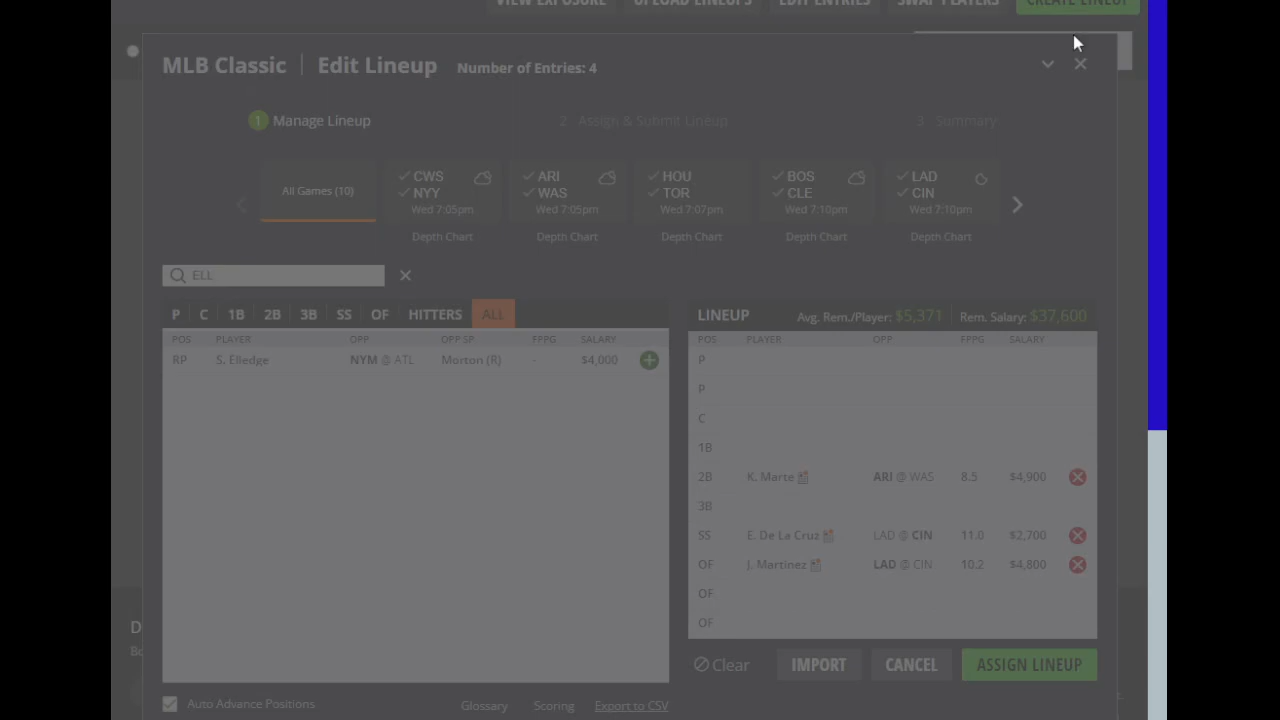 VIEW EXPOSURE UPLOAD LINEUPS EDIT ENTRIES SWAP PLAYERS CREATE LINEUP
MLB Classic | Edit Lineup Number of Entries: 4
1 Manage Lineup 2 Assign & Submit Lineup 3 Summary
All Games (10)
CWS
NYY
Wed 7:05pm
Depth Chart
ARI
WAS
Wed 7:05pm
Depth Chart
HOU
TOR
Wed 7:07pm
Depth Chart
BOS
CLE
Wed 7:10pm
Depth Chart
LAD
CIN
Wed 7:10pm
Depth Chart
ELL
P C 1B 2B 3B SS OF HITTERS ALL
POS PLAYER OPP OPP SP FPPG SALARY
RP S. Elledge NYM @ ATL Morton (R) - $4,000
LINEUP Avg. Rem./Player: $5,371 Rem. Salary: $37,600
POS PLAYER OPP FPPG SALARY
P
P
C
1B
2B K. Marte ARI @ WAS 8.5 $4,900
3B
SS E. De La Cruz LAD @ CIN 11.0 $2,700
OF J. Martinez LAD @ CIN 10.2 $4,800
OF
OF
Clear IMPORT CANCEL ASSIGN LINEUP
Auto Advance Positions Glossary Scoring Export to CSV